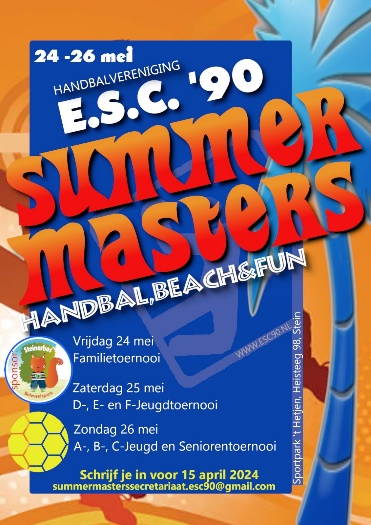 24 -26 mei
HANDBALVERENIGING
E.S.C. '90
SUMMER
MASTERS
HANDBAL,BEACH&FUN
WWW.ESC90.NL
sponsor
Steinerbos
Vrijdag 24 mei
Familietoernooi
Zaterdag 25 mei
D-, E- en F-Jeugdtoernooi
Zondag 26 mei
A-, B-, C-Jeugd en Seniorentoernooi
Schrijf je in voor 15 april 2024
summermasterssecretariaat.esc90@gmail.com
Sportpark 't Hetjen, Heisteeg 98, Stein